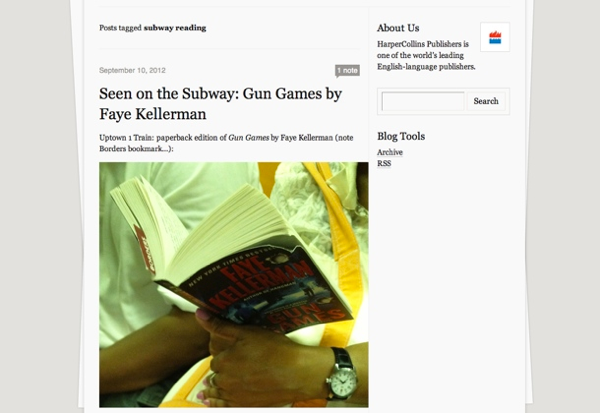 Posts tagged subway reading
September 10, 2012
1 note
Seen on the Subway: Gun Games by
Faye Kellerman
Uptown 1 Train: paperback edition of Gun Games by Faye Kellerman (note
Borders bookmark...):
NEW YORK TIMES
FAYE
KELLERMAN
GUN
GAMES
About Us
HarperCollins Publishers is
one of the world's leading
English-language publishers.
Search
Blog Tools
Archive
RSS